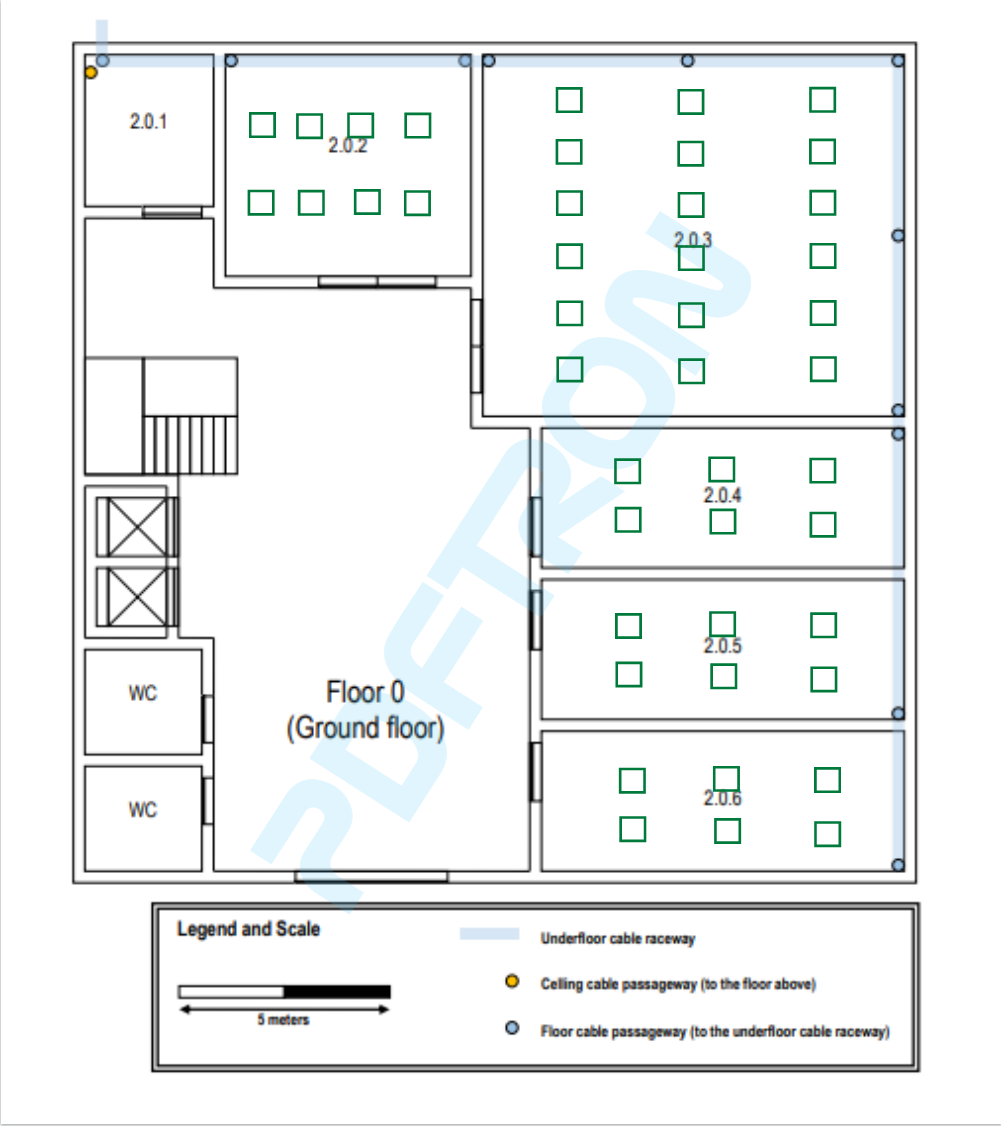 2.0.1
2.0.2
2.0.3
2.0.4
2.0.5
2.0.6
Floor 0
(Ground floor)
WC
WC
PDFTRON
Legend and Scale
5 meters
Underfloor cable raceway
Celling cable passageway (to the floor above)
Floor cable passageway (to the underfloor cable raceway)